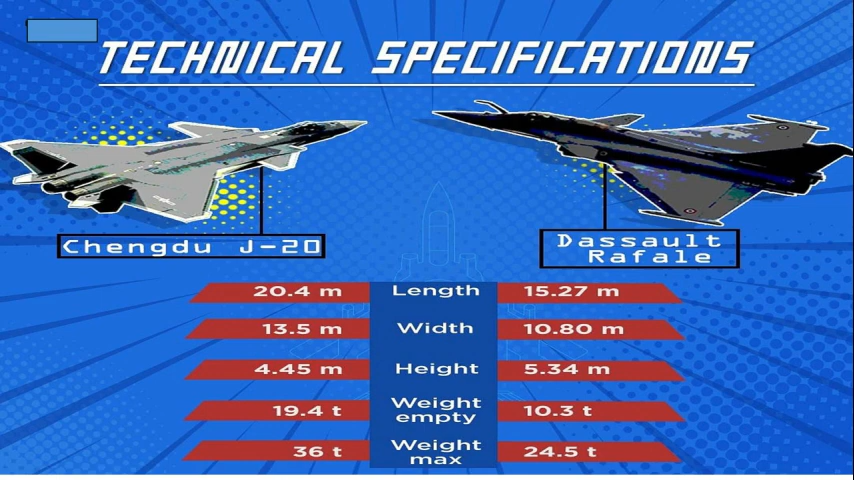 TECHNICAL SPECIFICATIONS
Chengdu J-20
Dassault
Rafale
20.4 m Length 15.27 m
13.5 m Width 10.80 m
4.45 m Height 5.34 m
19.4 t Weight empty 10.3 t
36 t Weight max 24.5 t